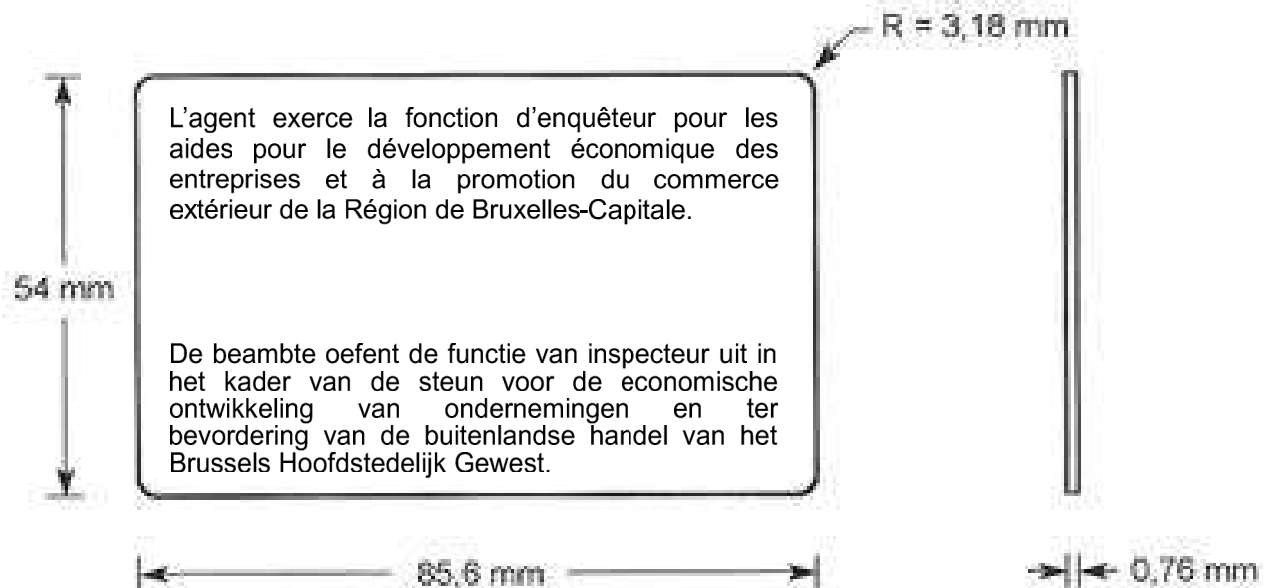 R = 3,18 mm
L’agent exerce la fonction d’enquêteur pour les
aides pour le développement économique des
entreprises et à la promotion du commerce
extérieur de la Région de Bruxelles-Capitale.
54 mm
De beambte oefent de functie van inspecteur uit in
het kader van de steun voor de economische
ontwikkeling van ondernemingen en ter
bevordering van de buitenlandse handel van het
Brussels Hoofdstedelijk Gewest.
85,6 mm
0,76 mm